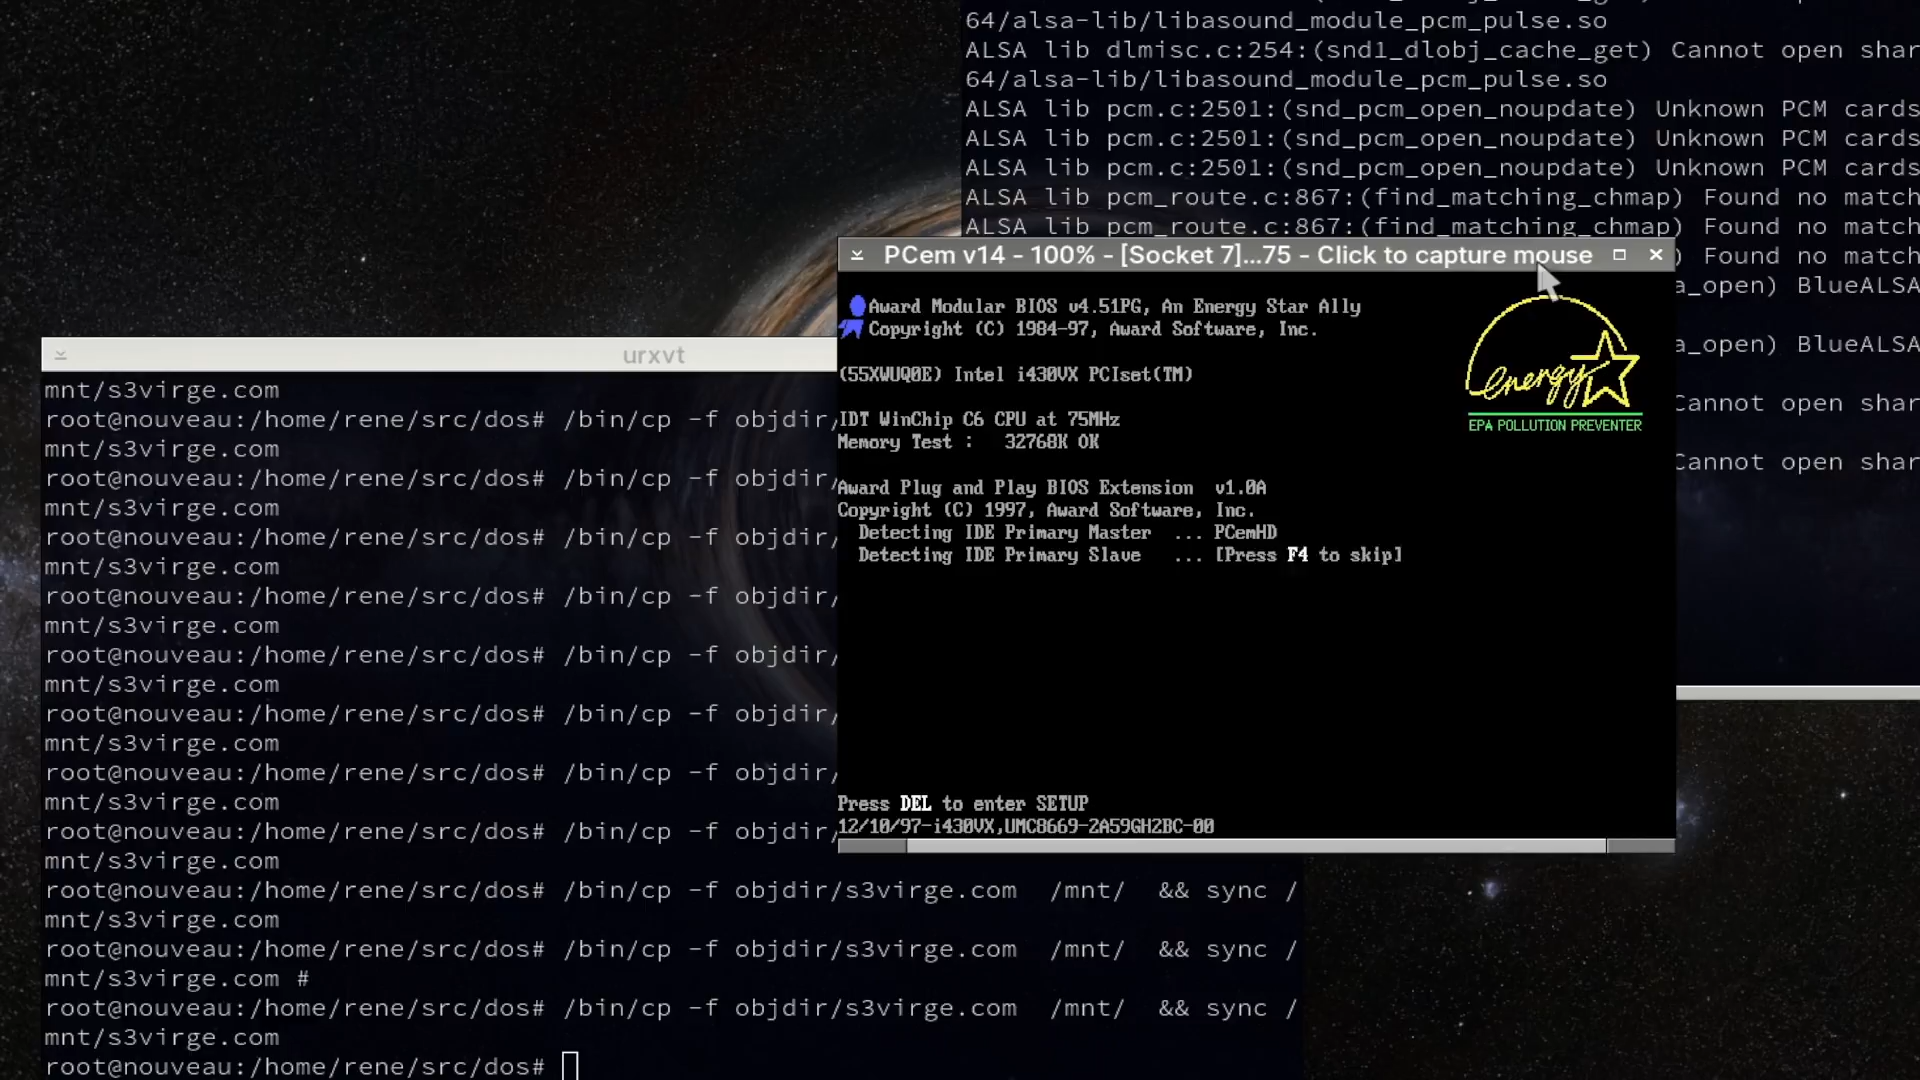 64/alsa-lib/libasound_module_pcm_pulse.so
ALSA lib dlmisc.c:254:(snd1_dlobj_cache_get) Cannot open shar
64/alsa-lib/libasound_module_pcm_pulse.so
ALSA lib pcm.c:2501:(snd_pcm_open_noupdate) Unknown PCM cards
ALSA lib pcm.c:2501:(snd_pcm_open_noupdate) Unknown PCM cards
ALSA lib pcm.c:2501:(snd_pcm_open_noupdate) Unknown PCM cards
ALSA lib pcm_route.c:867:(find_matching_chmap) Found no match
ALSA lib pcm_route.c:867:(find_matching_chmap) Found no match
) Found no match
a_open) BlueALSA
a_open) BlueALSA
Cannot open shar
Cannot open shar
PCem v14 - 100% - [Socket 7]...75 - Click to capture mouse
Award Modular BIOS v4.51PG, An Energy Star Ally
Copyright (C) 1984-97, Award Software, Inc.
(55XWUQ0E) Intel i430VX PCIset(TM)
IDT WinChip C6 CPU at 75MHz
Memory Test :   32768K OK
energy
EPA POLLUTION PREVENTER
Award Plug and Play BIOS Extension  v1.0A
Copyright (C) 1997, Award Software, Inc.
Detecting IDE Primary Master  ... PCemHD
Detecting IDE Primary Slave   ... [Press F4 to skip]
Press DEL to enter SETUP
12/10/97-i430VX,UMC8669-2A59GH2BC-00
urxvt
mnt/s3virge.com
root@nouveau:/home/rene/src/dos# /bin/cp -f objdir/
mnt/s3virge.com
root@nouveau:/home/rene/src/dos# /bin/cp -f objdir/
mnt/s3virge.com
root@nouveau:/home/rene/src/dos# /bin/cp -f objdir/
mnt/s3virge.com
root@nouveau:/home/rene/src/dos# /bin/cp -f objdir/
mnt/s3virge.com
root@nouveau:/home/rene/src/dos# /bin/cp -f objdir/
mnt/s3virge.com
root@nouveau:/home/rene/src/dos# /bin/cp -f objdir/
mnt/s3virge.com
root@nouveau:/home/rene/src/dos# /bin/cp -f objdir/
mnt/s3virge.com
root@nouveau:/home/rene/src/dos# /bin/cp -f objdir/
mnt/s3virge.com
root@nouveau:/home/rene/src/dos# /bin/cp -f objdir/s3virge.com  /mnt/  && sync /
mnt/s3virge.com
root@nouveau:/home/rene/src/dos# /bin/cp -f objdir/s3virge.com  /mnt/  && sync /
mnt/s3virge.com #
root@nouveau:/home/rene/src/dos# /bin/cp -f objdir/s3virge.com  /mnt/  && sync /
mnt/s3virge.com
root@nouveau:/home/rene/src/dos#